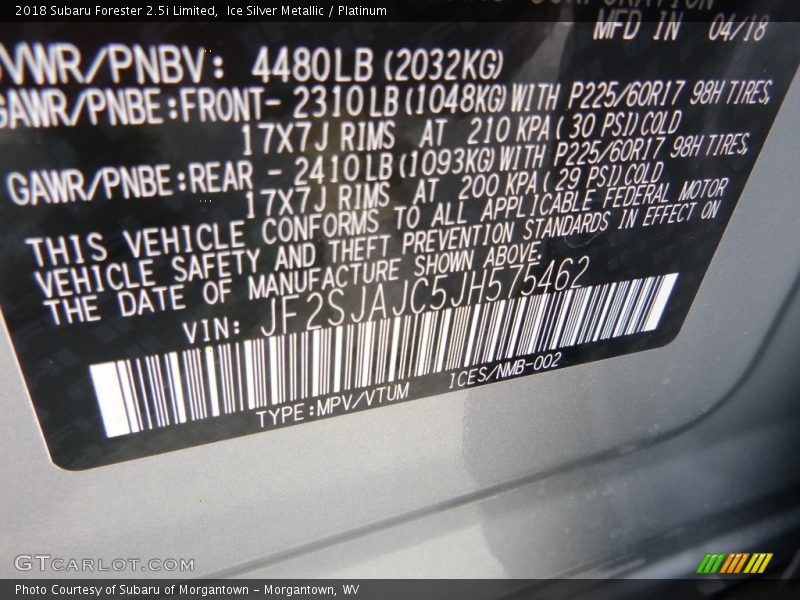 2018 Subaru Forester 2.5i Limited, Ice Silver Metallic / Platinum
CORPORATION
MFD IN 04/18
GVWR/PNBV: 4480LB (2032KG)
GAWR/PNBE:FRONT- 2310LB(1048KG)WITH P225/60R17 98H TIRES,
17X7J RIMS AT 210 KPA(30 PSI)COLD
GAWR/PNBE:REAR - 2410LB(1093KG)WITH P225/60R17 98H TIRES,
17X7J RIMS AT 200 KPA(29 PSI)COLD
THIS VEHICLE CONFORMS TO ALL APPLICABLE FEDERAL MOTOR
VEHICLE SAFETY AND THEFT PREVENTION STANDARDS IN EFFECT ON
THE DATE OF MANUFACTURE SHOWN ABOVE.
VIN: JF2SJAJC5JH575462
TYPE:MPV/VTUM ICES/NMB-002
GTCARLOT.COM
Photo Courtesy of Subaru of Morgantown - Morgantown, WV